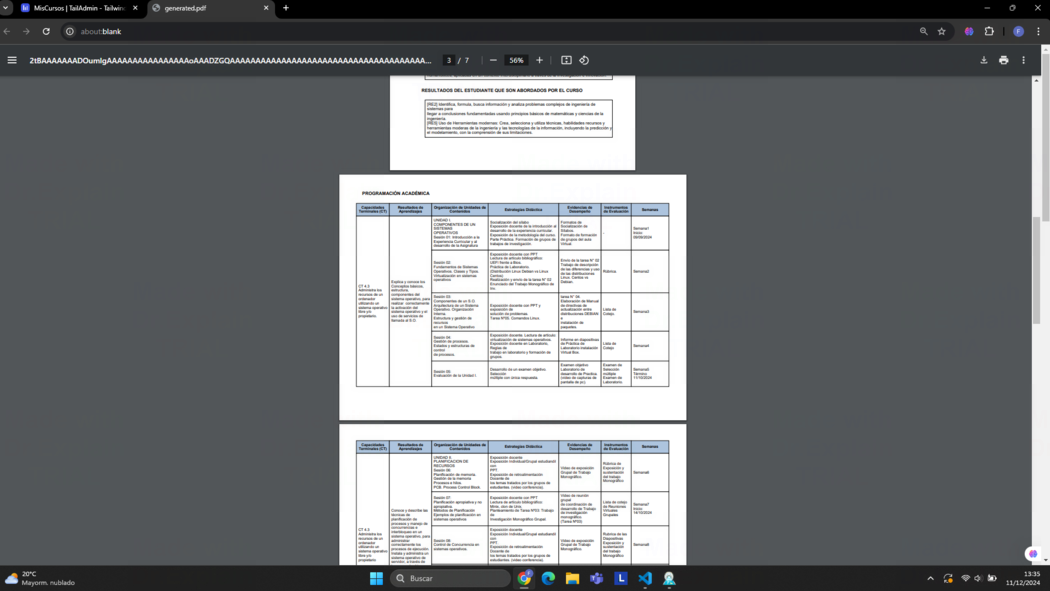 MisCursos | TailAdmin - Tailwin
generated.pdf
about:blank
3 / 7
56%
RESULTADOS DEL ESTUDIANTE QUE SON ABORDADOS POR EL CURSO
[RE2] Identifica, formula, busca información y analiza problemas complejos de ingeniería de
sistemas para
llegar a conclusiones fundamentadas usando principios básicos de matemáticas y ciencias de la
ingeniería.
[RE5] Uso de Herramientas modernas: Crea, selecciona y utiliza técnicas, habilidades recursos y
herramientas modernas de la ingeniería y las tecnologías de la información, incluyendo la predicción y
el modelamiento, con la comprensión de sus limitaciones.
PROGRAMACIÓN ACADÉMICA
Capacidades
Terminales (CT)
Resultados de
Aprendizajes
Organización de Unidades de
Contenidos
Estrategias Didáctica
Evidencias de
Desempeño
Instrumentos
de Evaluación
Semanas
CT 4.3
Administra los
recursos de un
ordenador
utilizando un
sistema operativo
libre y/o
propietario.
Explica y conoce los
Conceptos básicos,
estructura,
componentes del
sistema operativo, para
realizar correctamente
la activación del
sistema operativo y el
uso de servicios de
llamada al S.O
UNIDAD I.
COMPONENTES DE UN
SISTEMAS
OPERATIVOS
Sesión 01: Introducción a la
Experiencia Curricular y al
desarrollo de la Asignatura
Socialización del sílabo
Exposición docente de la introducción al
desarrollo de la experiencia curricular.
Exposición de la metodología del curso.
Parte Práctica. Formación de grupos de
trabajos de investigación
Formatos de
Socialización de
Sílabos.
Formato de formación
de grupos del aula
Virtual
-
Semana1
Inicio
09/09/2024
Sesión 02:
Fundamentos de Sistemas
Operativos. Clases y Tipos.
Virtualización en sistemas
operativos.
Exposición docente con PPT
Lectura de artículo bibliográfico
UEFI frente a Bios.
Práctica de Laboratorio
(Distribución Linux Debian vs Linux
Centos)
Realización y envío de la tarea N° 02
Enunciado del Trabajo Monográfico de
Inv.
Envío de la tarea N° 02
Trabajo de descripción
de las diferencias y uso
de las distribuciones
Linux: Centos vs
Debian.
Rúbrica.
Semana2
Sesión 03:
Componentes de un S.O.
Arquitectura de un Sistema
Operativo: Organización
Interna.
Estructura y gestión de
recursos
en un Sistema Operativo
Exposición docente con PPT y
exposición de
solución de problemas.
Tarea N°05: Comandos Linux.
tarea N° 04
Elaboración de Manual
de directivas de
actualización entre
distribuciones DEBIAN
e
instalación de
paquetes.
Lista de
Cotejo.
Semana3
Sesión 04:
Gestión de procesos
Estados y estructuras de
control
de procesos.
Exposición docente. Lectura de artículo:
virtualización de sistemas operativos.
Exposición docente en Laboratorio.
Reglas de
trabajo en laboratorio y formación de
grupos
Informe en diapositivas
de Práctica de
Laboratorio instalación
Virtual Box.
Lista de
Cotejo.
Semana4
Sesión 05:
Evaluación de la Unidad I.
Desarrollo de un examen objetivo.
Selección
múltiple con única respuesta
Examen objetivo.
Laboratorio de
desarrollo de Práctica.
(video de capturas de
pantalla de pc)
Examen de
Selección
múltiple
Examen de
Laboratorio.
Semana5
Término
11/10/2024
Capacidades
Terminales (CT)
Resultados de
Aprendizajes
Organización de Unidades de
Contenidos
Estrategias Didáctica
Evidencias de
Desempeño
Instrumentos
de Evaluación
Semanas
CT 4.3
Administra los
recursos de un
ordenador
utilizando un
sistema operativo
libre y/o
propietario
Conoce y describe las
técnicas de
planificación de
procesos y manejo de
concurrencias e
interbloqueo en un
sistema operativo, para
administrar
correctamente los
procesos de ejecución
Instala y administra un
sistema operativo de
servidor, a través de
UNIDAD II.
PLANIFICACION DE
RECURSOS
Sesión 06:
Planificación de memoria.
Gestión de la memoria
Procesos e hilos
PCB, Process Control Block.
Exposición docente
Exposición individual/Grupal estudiantil
con
PPT.
Exposición de retroalimentación
Docente de
los temas tratados por los grupos de
estudiantes. (video conferencia).
Video de exposición
Grupal de Trabajo
Monográfico.
Rúbrica de
Exposición y
sustentación
del trabajo
Monográfico
Semana6
Sesión 07:
Planificación apropiativa y no
apropiativa.
Métodos de Planificación
Ejemplos de planificación en
sistemas operativos
Exposición docente con PPT
Lectura de artículo bibliográfico
Planteamiento de Tarea N°03: Trabajo
de
investigación Monográfico Grupal.
Video de reunión
grupal
de coordinación de
desarrollo de Trabajo
de investigación
monográfico.
(Tarea N°03).
Lista de cotejo
de Reuniones
Virtuales
Grupales
Semana7
Inicio
14/10/2024
Sesión 08
Control de Concurrencia en
sistemas operativos.
Exposición docente
Exposición individual/Grupal estudiantil
con
PPT.
Exposición de retroalimentación
Docente de
los temas tratados por los grupos de
estudiantes. (video conferencia).
Video de exposición
Grupal de Trabajo
Monográfico.
Rúbrica de las
Diapositivas
Exposición y
sustentación
del trabajo
Monográfico
Semana8
20°C
Mayorm. nublado
Buscar
13:35
11/12/2024